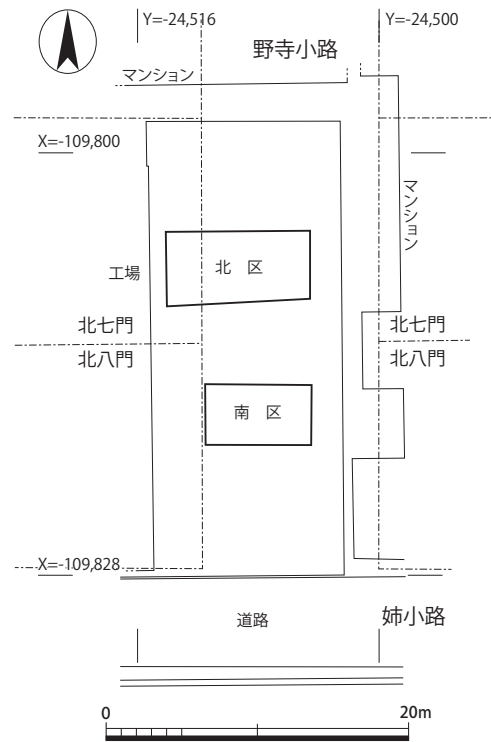 Y=-24,516
Y=-24,500
野寺小路
マンション
X=-109,800
マンション
工場
北 区
北七門
北七門
北八門
北八門
南 区
X=-109,828
道路
姉小路
0
20m